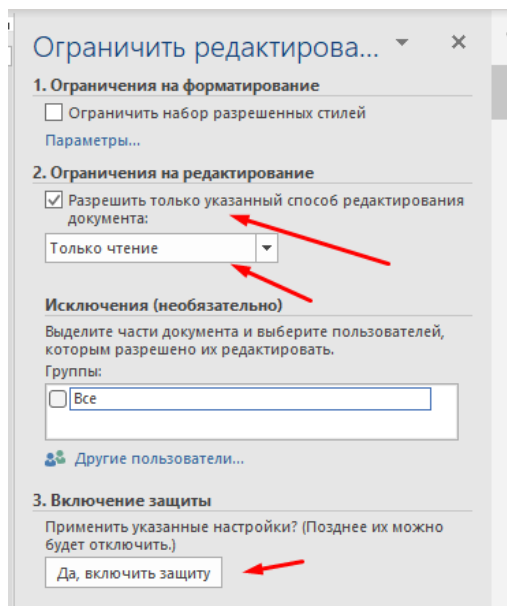 Ограничить редактирова...
1. Ограничения на форматирование
Ограничить набор разрешенных стилей
Параметры...
2. Ограничения на редактирование
Разрешить только указанный способ редактирования
документа:
Только чтение
Исключения (необязательно)
Выделите части документа и выберите пользователей,
которым разрешено их редактировать.
Группы:
Все
Другие пользователи...
3. Включение защиты
Применить указанные настройки? (Позднее их можно
будет отключить.)
Да, включить защиту